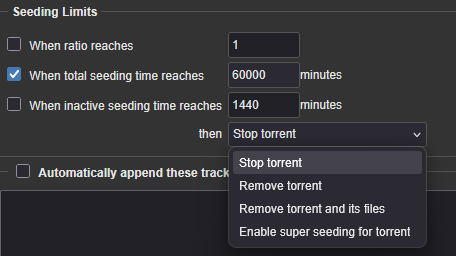 Seeding Limits
When ratio reaches 1
When total seeding time reaches 60000 minutes
When inactive seeding time reaches 1440 minutes
then Stop torrent
Stop torrent
Automatically append these track
Remove torrent
Remove torrent and its files
Enable super seeding for torrent